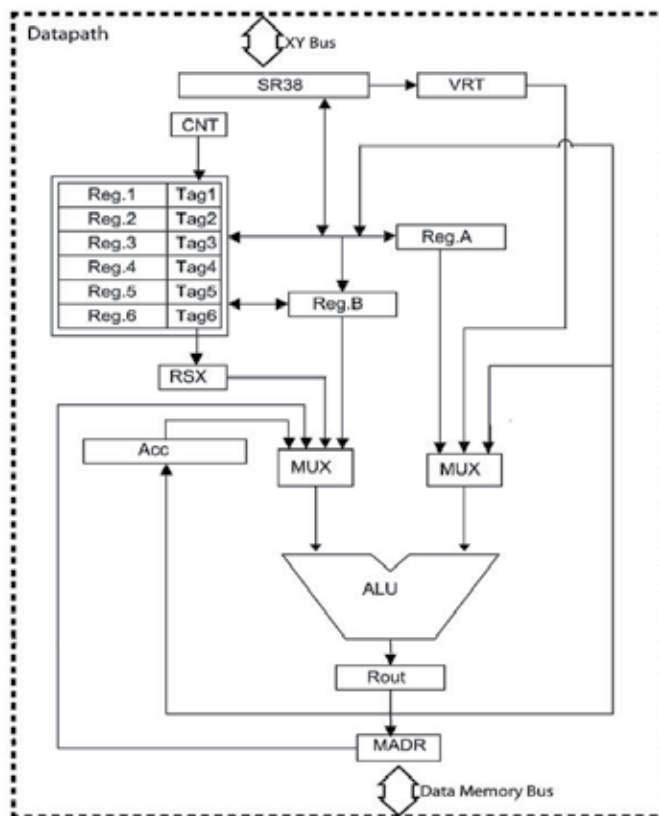 Datapath
XY Bus
SR38
VRT
CNT
Reg.1 Tag1
Reg.2 Tag2
Reg.3 Tag3
Reg.4 Tag4
Reg.5 Tag5
Reg.6 Tag6
Reg.A
Reg.B
RSX
Acc
MUX
MUX
ALU
Rout
MADR
Data Memory Bus